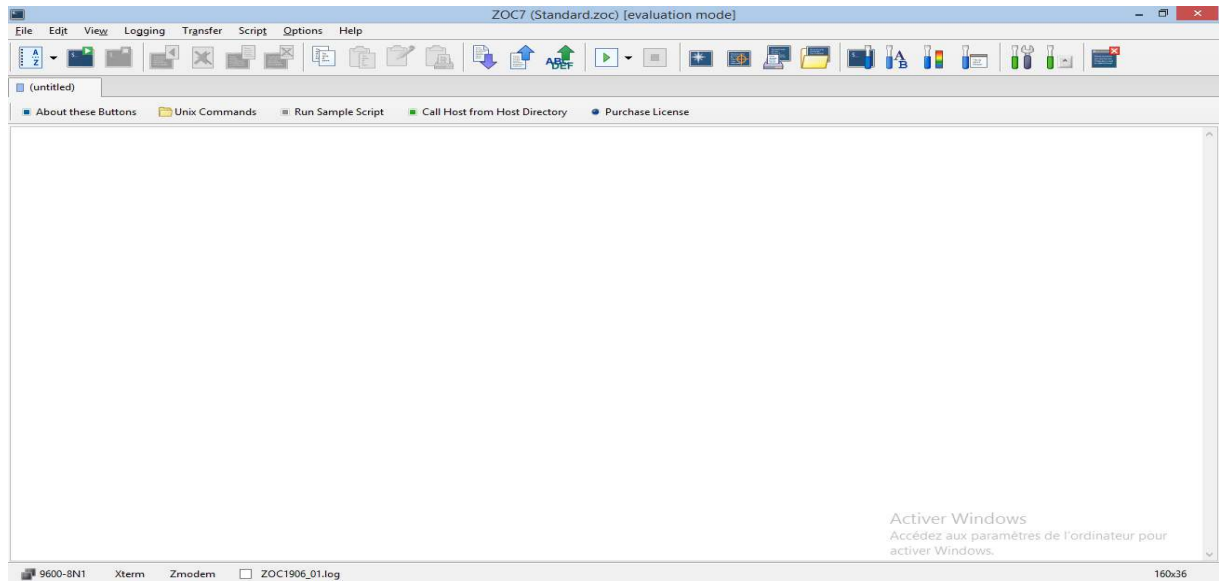 ZOC7 (Standard.zoc) [evaluation mode]
File Edit View Logging Transfer Script Options Help
(untitled)
About these Buttons Unix Commands Run Sample Script Call Host from Host Directory Purchase License
Activer Windows
Accédez aux paramètres de l'ordinateur pour
activer Windows.
9600-8N1 Xterm Zmodem ZOC1906_01.log 160x36